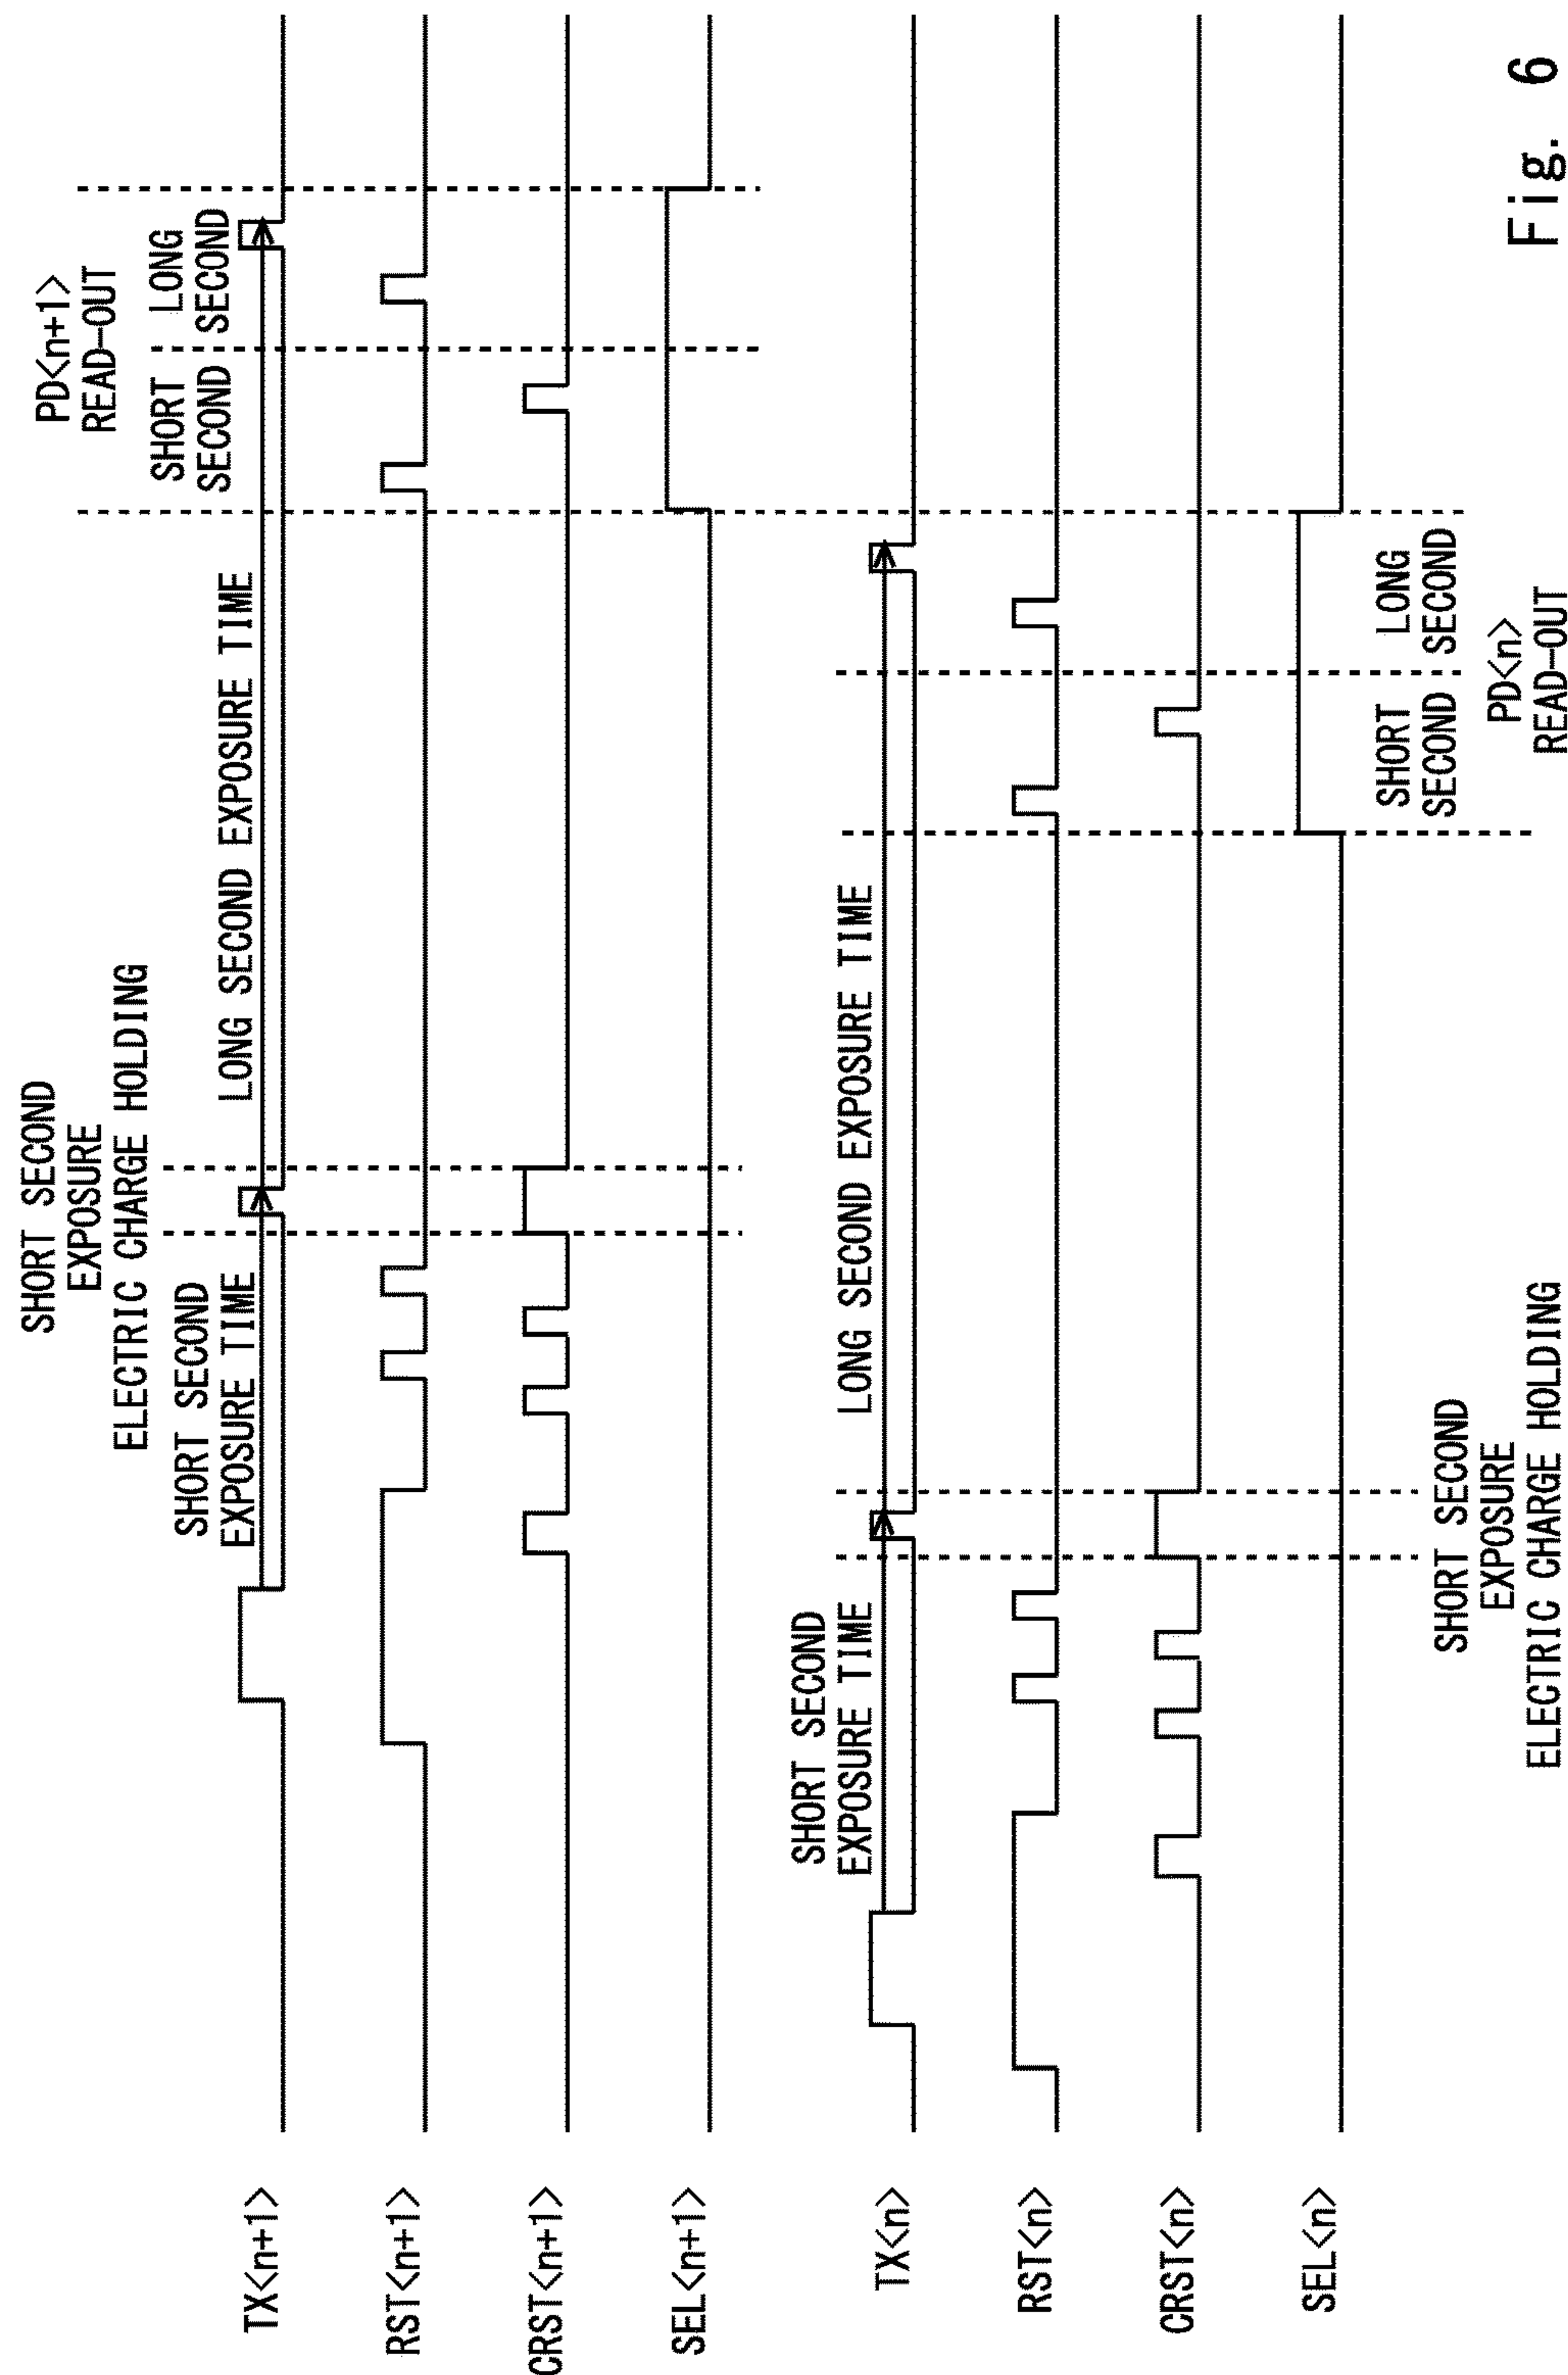 SHORT SECOND
EXPOSURE
ELECTRIC CHARGE HOLDING
PD<n+1>
READ-OUT
SHORT SECOND
EXPOSURE TIME
LONG SECOND EXPOSURE TIME
SHORT LONG
SECOND SECOND
TX<n+1>
RST<n+1>
CRST<n+1>
SEL<n+1>
SHORT SECOND
EXPOSURE TIME
LONG SECOND EXPOSURE TIME
TX<n>
RST<n>
CRST<n>
SEL<n>
SHORT LONG
SECOND SECOND
SHORT SECOND
EXPOSURE
ELECTRIC CHARGE HOLDING
PD<n>
READ-OUT
Fig. 6